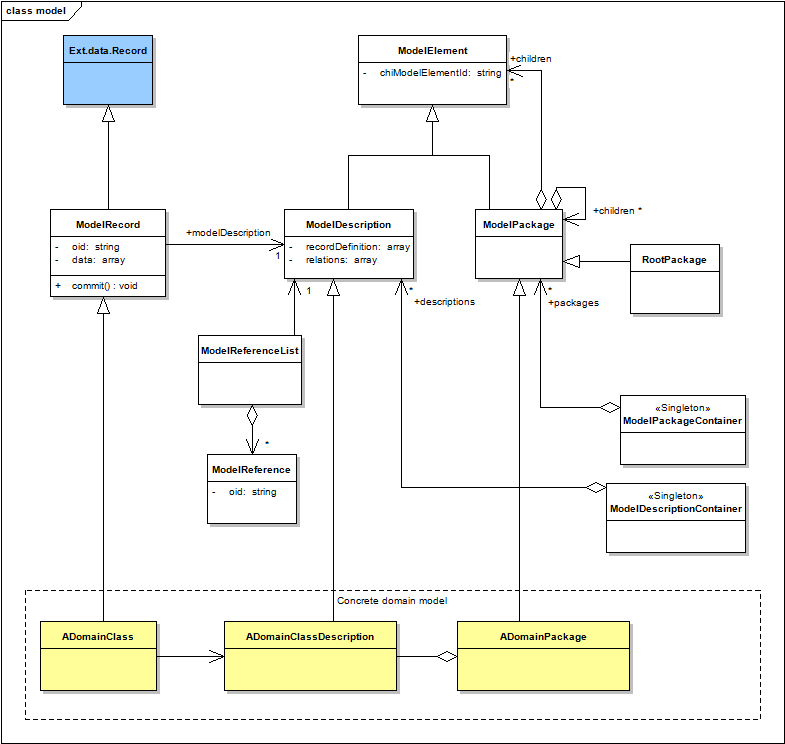 class model
Ext.data.Record
ModelElement
- chiModelElementId: string
+children
*
ModelRecord
- oid: string
- data: array
+ commit() : void
+modelDescription
1
ModelDescription
- recordDefinition: array
- relations: array
ModelPackage
+children *
RootPackage
1
*
+descriptions
*
+packages
ModelReferenceList
*
ModelReference
- oid: string
«Singleton»
ModelPackageContainer
«Singleton»
ModelDescriptionContainer
Concrete domain model
ADomainClass
ADomainClassDescription
ADomainPackage